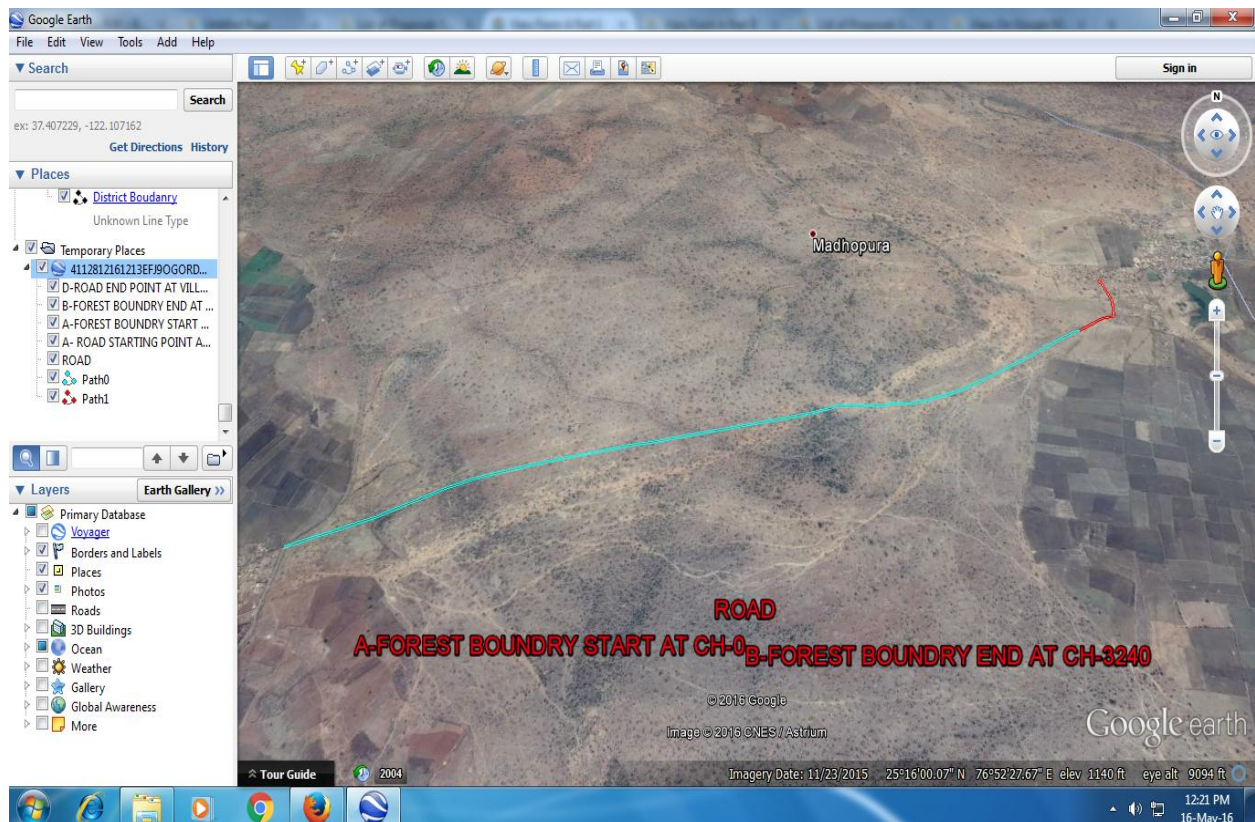 Google Earth
File Edit View Tools Add Help
▼ Search
Search
ex: 37.407229, -122.107162
Get Directions History
▼ Places
District Boudanry
Unknown Line Type
Temporary Places
4112812161213EFJ9OGORD...
D-ROAD END POINT AT VILL...
B-FOREST BOUNDRY END AT ...
A-FOREST BOUNDRY START ...
A- ROAD STARTING POINT A...
ROAD
Path0
Path1
▼ Layers
Earth Gallery >>
Primary Database
Voyager
Borders and Labels
Places
Photos
Roads
3D Buildings
Ocean
Weather
Gallery
Global Awareness
More
Sign in
N
Madhopura
ROAD
A-FOREST BOUNDRY START AT CH-0
B-FOREST BOUNDRY END AT CH-3240
© 2016 Google
Image © 2016 CNES / Astrium
Google earth
Tour Guide
2004
Imagery Date: 11/23/2015 25°16'00.07" N 76°52'27.67" E elev 1140 ft eye alt 9094 ft
12:21 PM
16-May-16